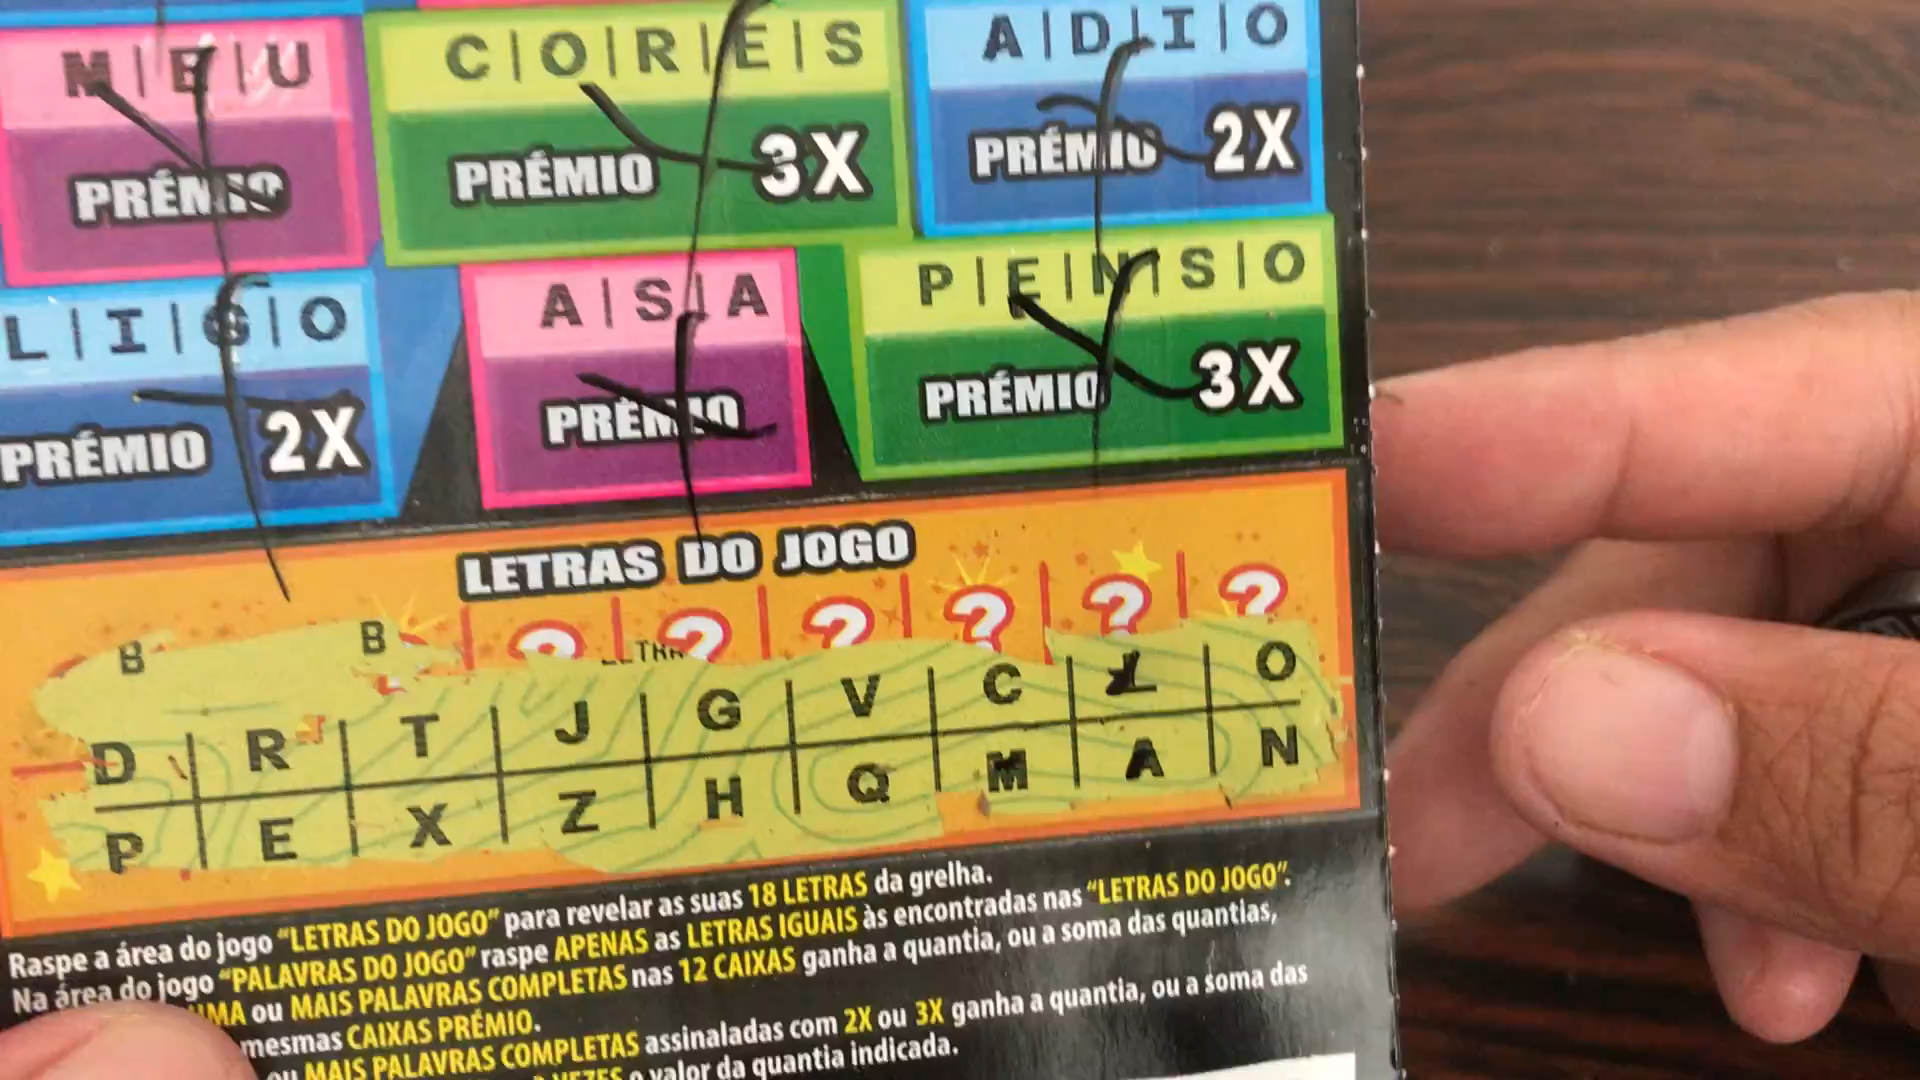 M|E|U
C|O|R|E|S
A|D|I|O
PRÉMIO
PRÉMIO 3X
PRÉMIO 2X
L|I|S|O
A|S|A
P|E|N|S|O
PRÉMIO 2X
PRÉMIO
PRÉMIO 3X
LETRAS DO JOGO
B B
D R T J G V C L O
P E X Z H Q M A N
Raspe a área do jogo "LETRAS DO JOGO" para revelar as suas 18 LETRAS da grelha.
Na área do jogo "PALAVRAS DO JOGO" raspe APENAS as LETRAS IGUAIS às encontradas nas "LETRAS DO JOGO".
UMA ou MAIS PALAVRAS COMPLETAS nas 12 CAIXAS ganha a quantia, ou a soma das quantias,
mesmas CAIXAS PRÉMIO.
ou MAIS PALAVRAS COMPLETAS assinaladas com 2X ou 3X ganha a quantia, ou a soma das
VEZES o valor da quantia indicada.